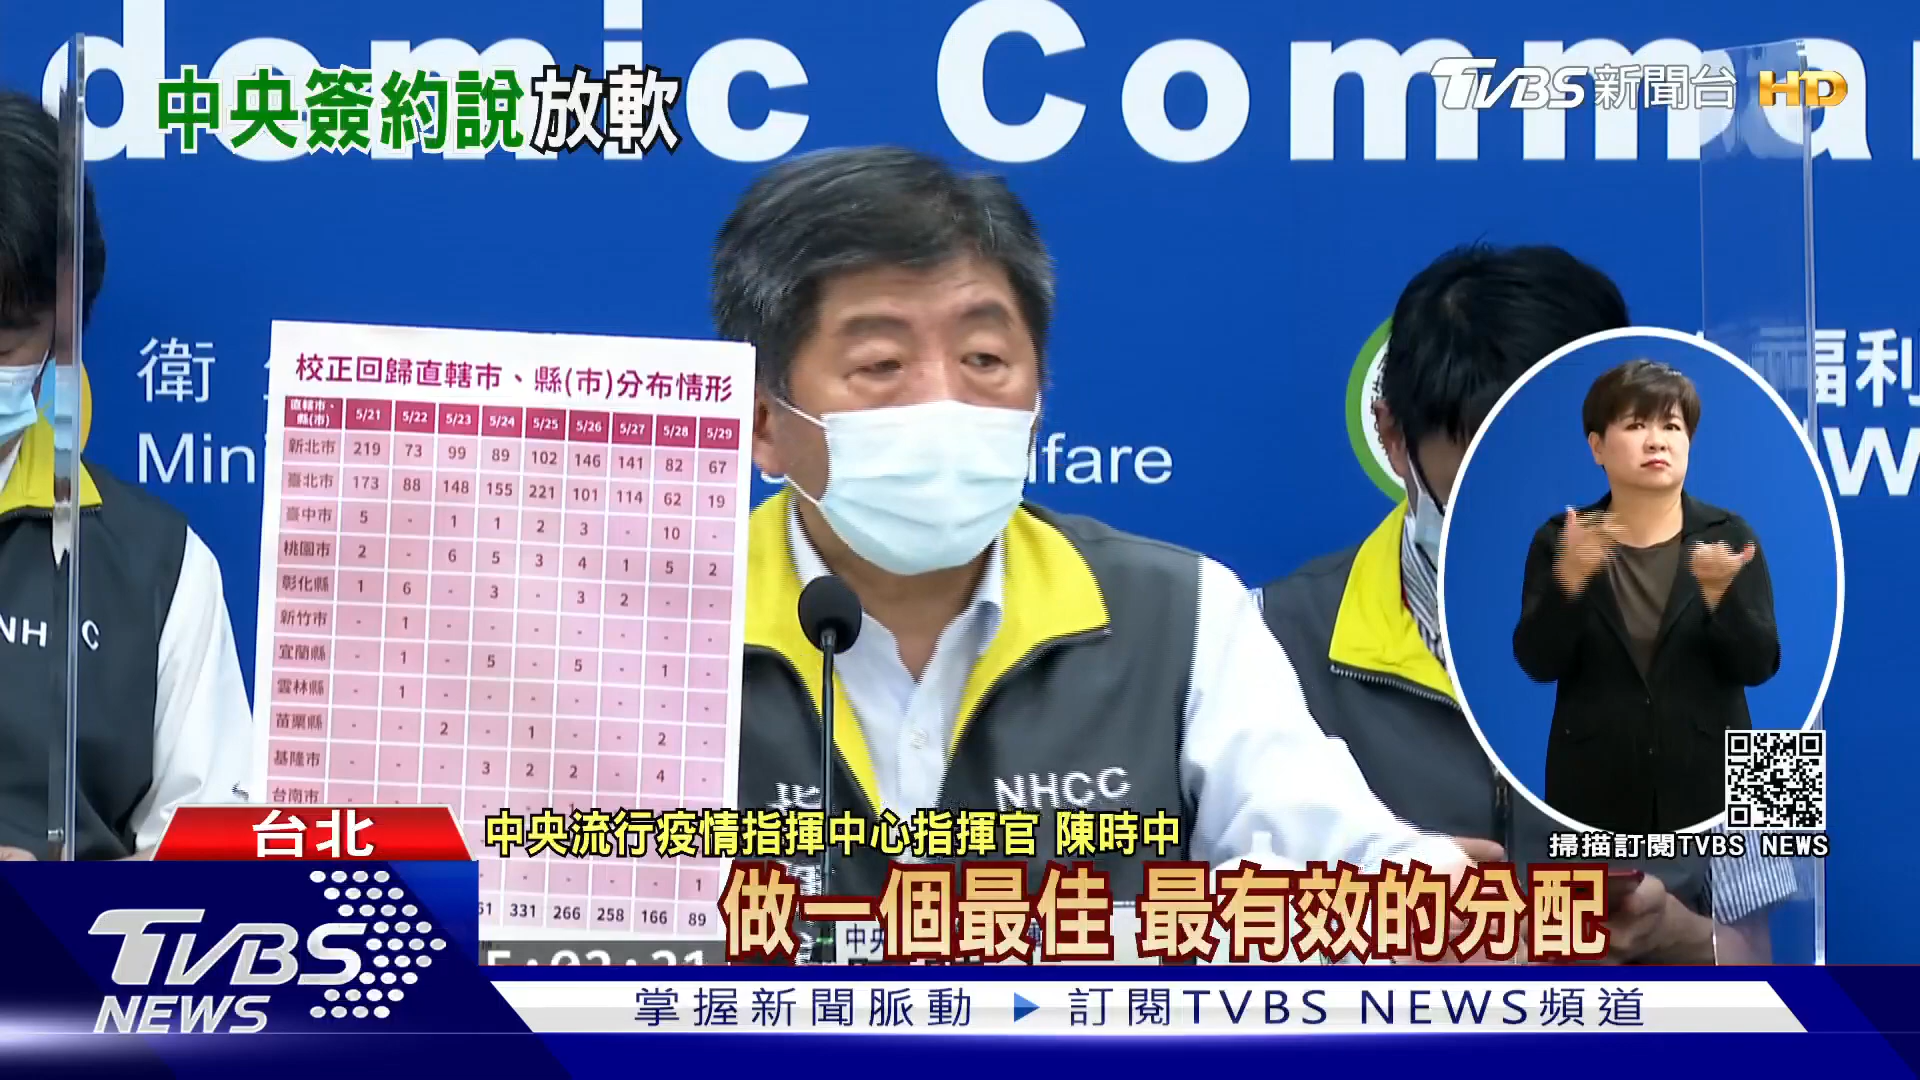 demic Comma
中央簽約說放軟
TVBS新聞台 HD
衛
福利
Min
lfare
校正回歸直轄市、縣(市)分布情形
直轄市、縣(市) 5/21 5/22 5/23 5/24 5/25 5/26 5/27 5/28 5/29
新北市 219 73 99 89 102 146 141 82 67
臺北市 173 88 148 155 221 101 114 62 19
臺中市 5 - 1 1 2 3 - 10 -
桃園市 2 - 6 5 3 4 1 5 2
彰化縣 1 6 - 3 - 3 2 - -
新竹市 - 1 - - - - - - -
宜蘭縣 - 1 - 5 - 5 - 1 -
雲林縣 - 1 - - - - - - -
苗栗縣 - - 2 - 1 - - 2 -
基隆市 - - - 3 2 2 - 4 -
台南市
- - - - - 1
61 331 266 258 166 89
NH C
NHCC
台北
中央流行疫情指揮中心指揮官 陳時中
掃描訂閱TVBS NEWS
做一個最佳 最有效的分配
中央
TVBS NEWS
掌握新聞脈動 ▶ 訂閱TVBS NEWS頻道